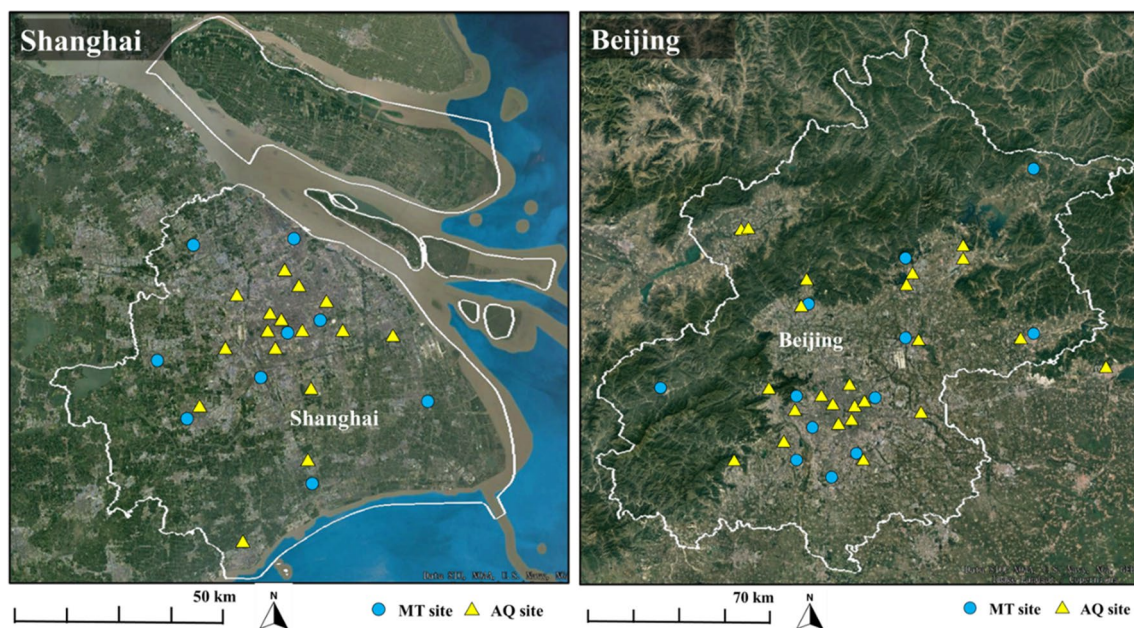 Shanghai
Beijing
Shanghai
Beijing
50 km
N
MT site
AQ site
70 km
N
MT site
AQ site